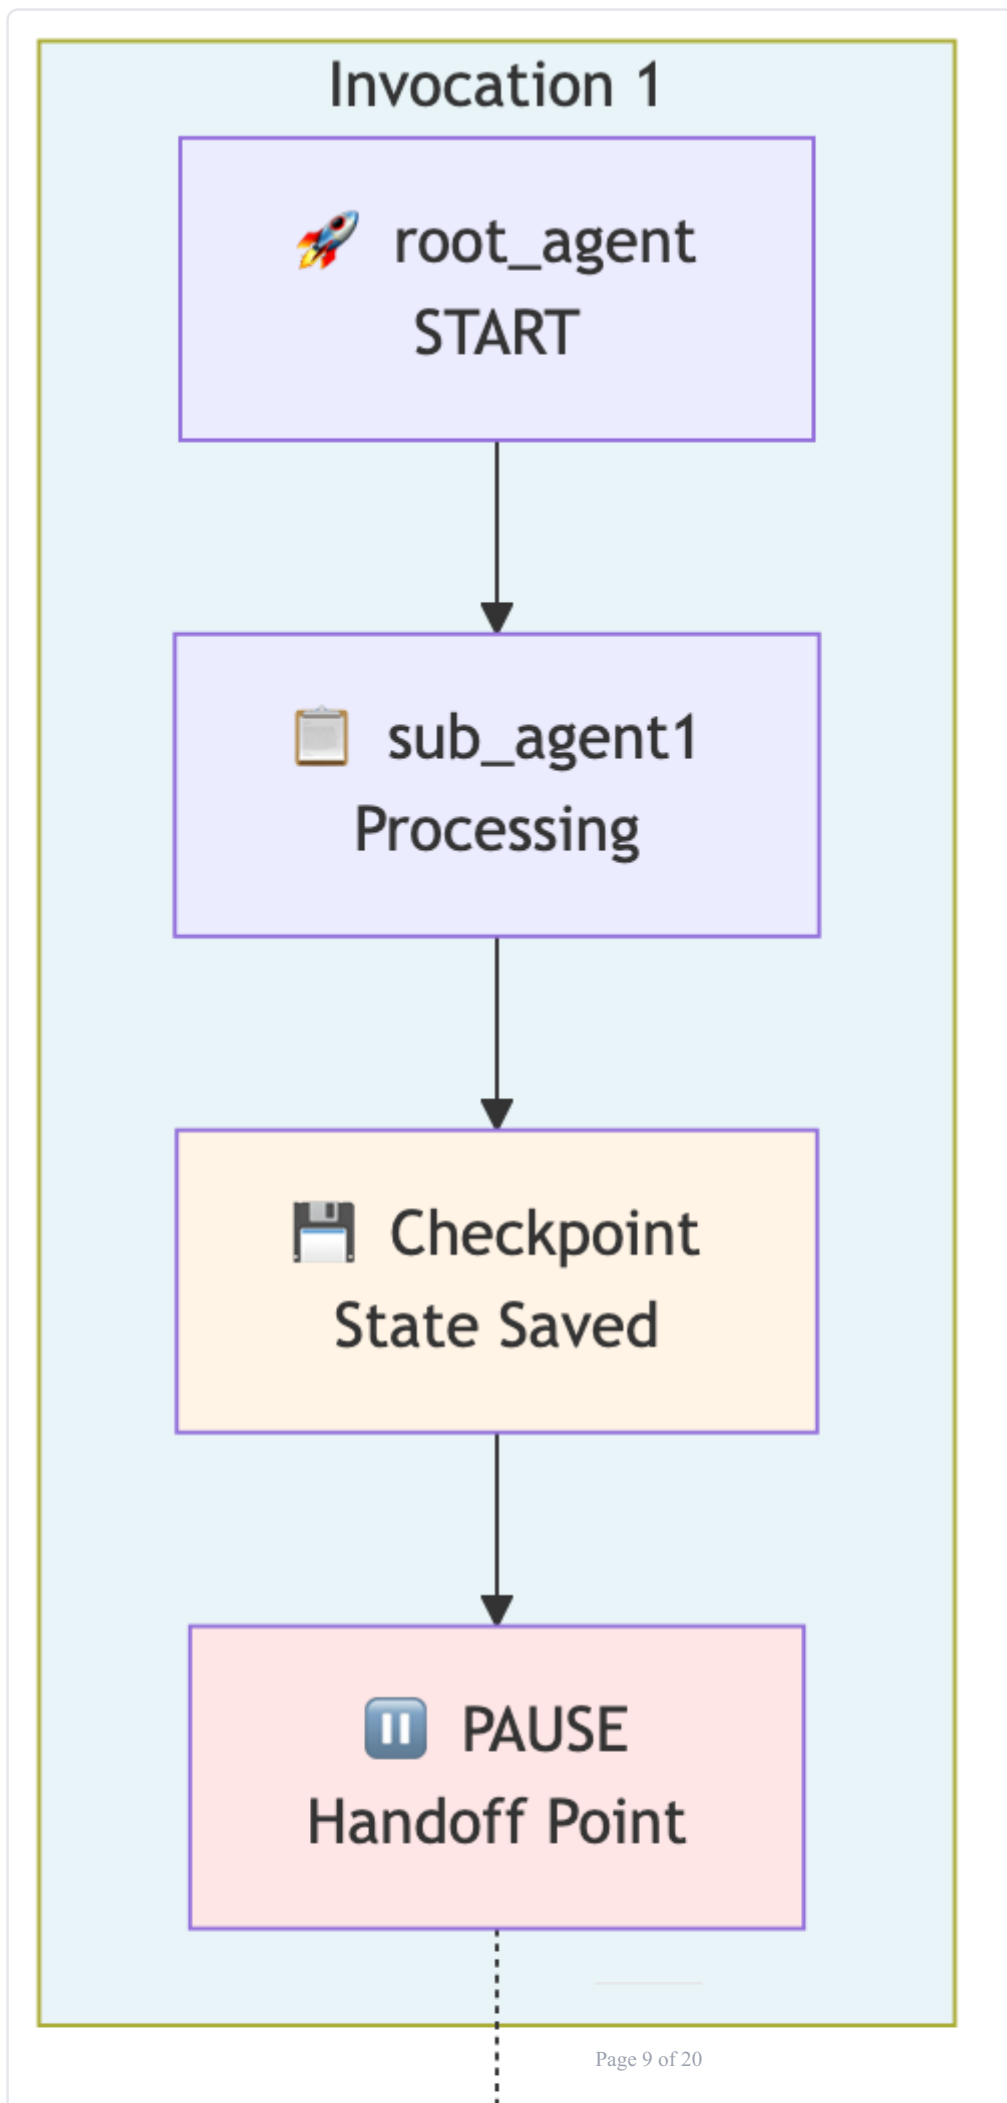 Invocation 1
🚀 root_agent
START
📋 sub_agent1
Processing
💾 Checkpoint
State Saved
⏸️ PAUSE
Handoff Point
Page 9 of 20